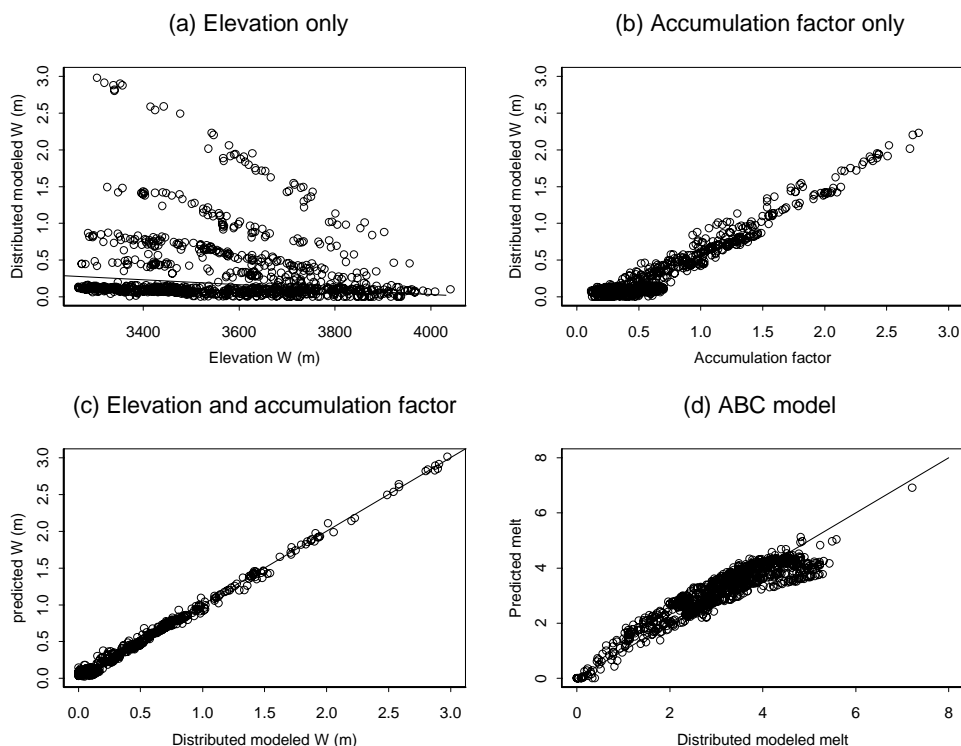 (a) Elevation only
(b) Accumulation factor only
Distributed modeled W (m)
0.0 0.5 1.0 1.5 2.0 2.5 3.0
3400 3600 3800 4000
Elevation W (m)
Distributed modeled W (m)
0.0 0.5 1.0 1.5 2.0 2.5 3.0
0.0 0.5 1.0 1.5 2.0 2.5 3.0
Accumulation factor
(c) Elevation and accumulation factor
(d) ABC model
predicted W (m)
0.0 0.5 1.0 1.5 2.0 2.5 3.0
0.0 0.5 1.0 1.5 2.0 2.5 3.0
Distributed modeled W (m)
Predicted melt
0 2 4 6 8
0 2 4 6 8
Distributed modeled melt